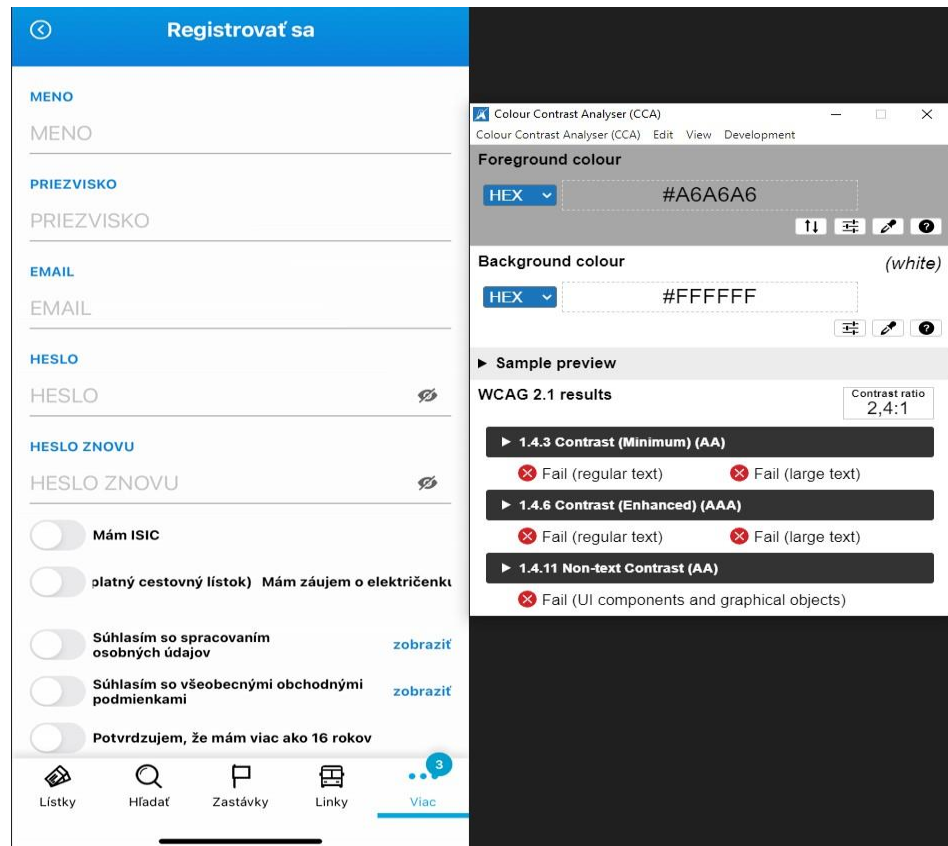 Registrovať sa
MENO
MENO
PRIEZVISKO
PRIEZVISKO
EMAIL
EMAIL
HESLO
HESLO
HESLO ZNOVU
HESLO ZNOVU
Mám ISIC
platný cestovný lístok) Mám záujem o električenku
Súhlasím so spracovaním
osobných údajov
zobraziť
Súhlasím so všeobecnými obchodnými
podmienkami
zobraziť
Potvrdzujem, že mám viac ako 16 rokov
3
Lístky
Hľadať
Zastávky
Linky
Viac
Colour Contrast Analyser (CCA)
Colour Contrast Analyser (CCA) Edit View Development
Foreground colour
HEX #A6A6A6
Background colour (white)
HEX #FFFFFF
Sample preview
WCAG 2.1 results
Contrast ratio
2,4:1
1.4.3 Contrast (Minimum) (AA)
Fail (regular text) Fail (large text)
1.4.6 Contrast (Enhanced) (AAA)
Fail (regular text) Fail (large text)
1.4.11 Non-text Contrast (AA)
Fail (UI components and graphical objects)